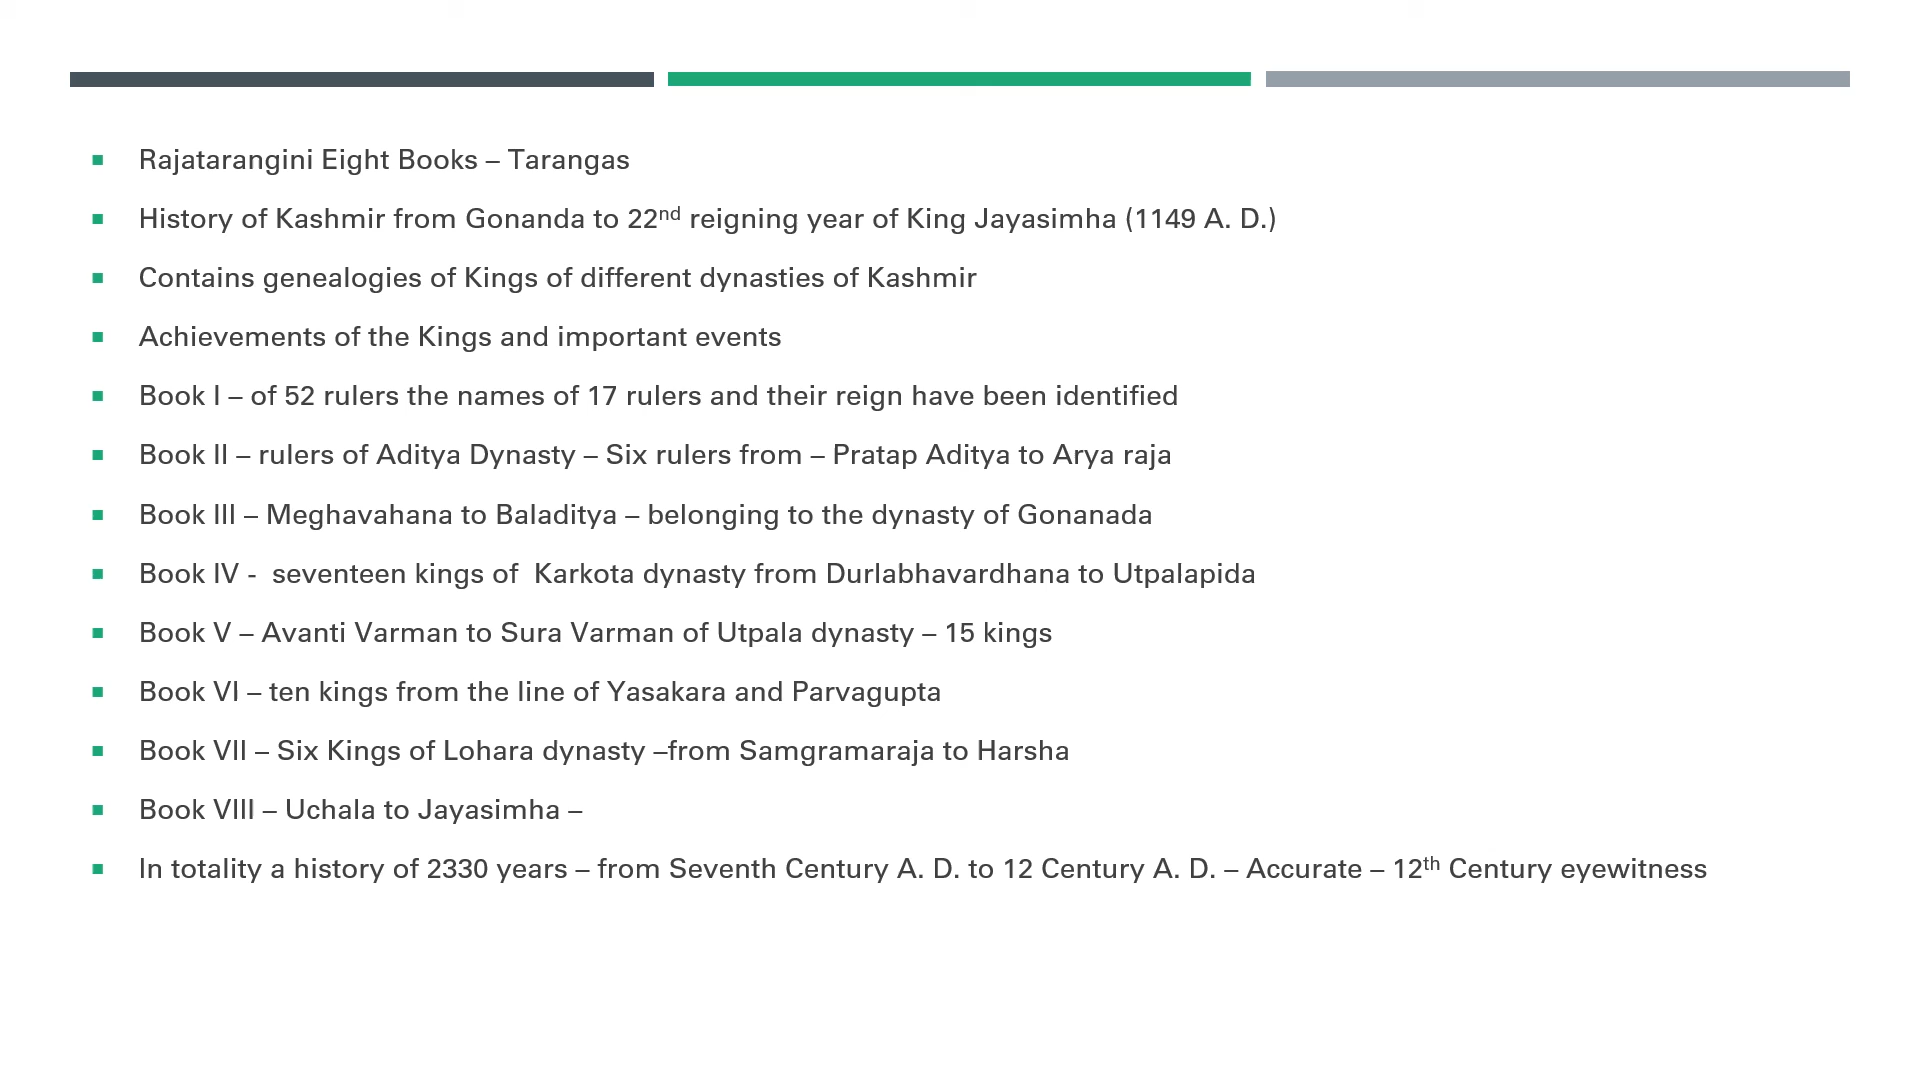 Rajatarangini Eight Books – Tarangas
History of Kashmir from Gonanda to 22nd reigning year of King Jayasimha (1149 A. D.)
Contains genealogies of Kings of different dynasties of Kashmir
Achievements of the Kings and important events
Book I – of 52 rulers the names of 17 rulers and their reign have been identified
Book II – rulers of Aditya Dynasty – Six rulers from – Pratap Aditya to Arya raja
Book III – Meghavahana to Baladitya – belonging to the dynasty of Gonanada
Book IV -  seventeen kings of  Karkota dynasty from Durlabhavardhana to Utpalapida
Book V – Avanti Varman to Sura Varman of Utpala dynasty – 15 kings
Book VI – ten kings from the line of Yasakara and Parvagupta
Book VII – Six Kings of Lohara dynasty –from Samgramaraja to Harsha
Book VIII – Uchala to Jayasimha –
In totality a history of 2330 years – from Seventh Century A. D. to 12 Century A. D. – Accurate – 12th Century eyewitness